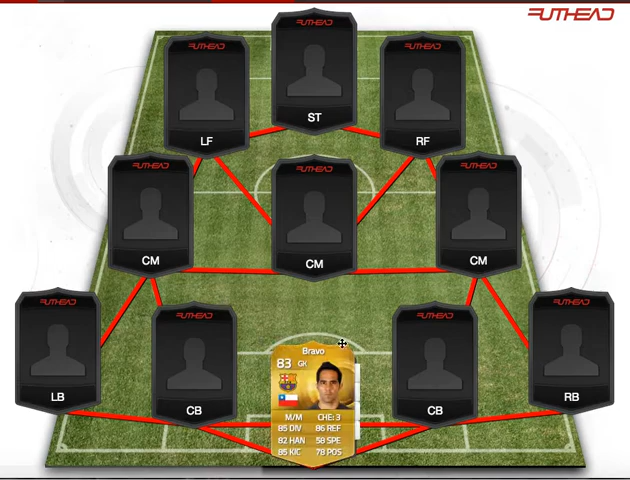 FUTHEAD
FUTHEAD
ST
FUTHEAD
LF
FUTHEAD
RF
FUTHEAD
CM
FUTHEAD
CM
FUTHEAD
CM
FUTHEAD
LB
FUTHEAD
CB
FUTHEAD
CB
FUTHEAD
RB
Bravo
83 GK
M/M CHE: 3
85 DIV 86 REF
82 HAN 58 SPE
85 KIC 78 POS